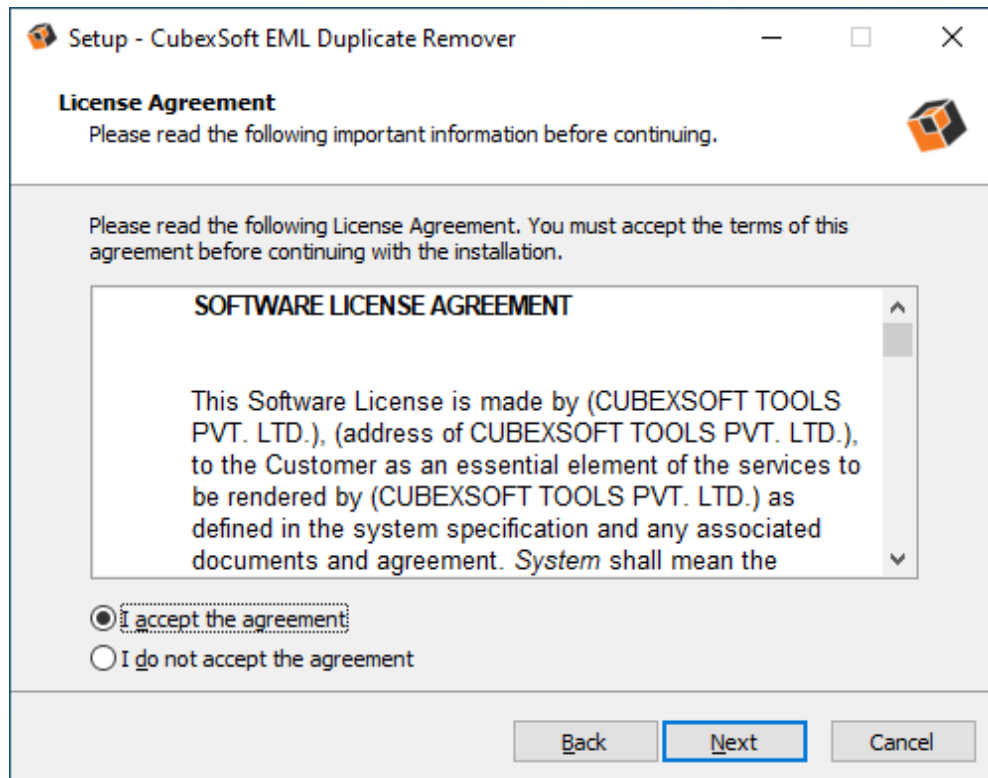 Setup - CubexSoft EML Duplicate Remover
License Agreement
Please read the following important information before continuing.
Please read the following License Agreement. You must accept the terms of this
agreement before continuing with the installation.
SOFTWARE LICENSE AGREEMENT
This Software License is made by (CUBEXSOFT TOOLS
PVT. LTD.), (address of CUBEXSOFT TOOLS PVT. LTD.),
to the Customer as an essential element of the services to
be rendered by (CUBEXSOFT TOOLS PVT. LTD.) as
defined in the system specification and any associated
documents and agreement. System shall mean the
I accept the agreement
I do not accept the agreement
Back Next Cancel